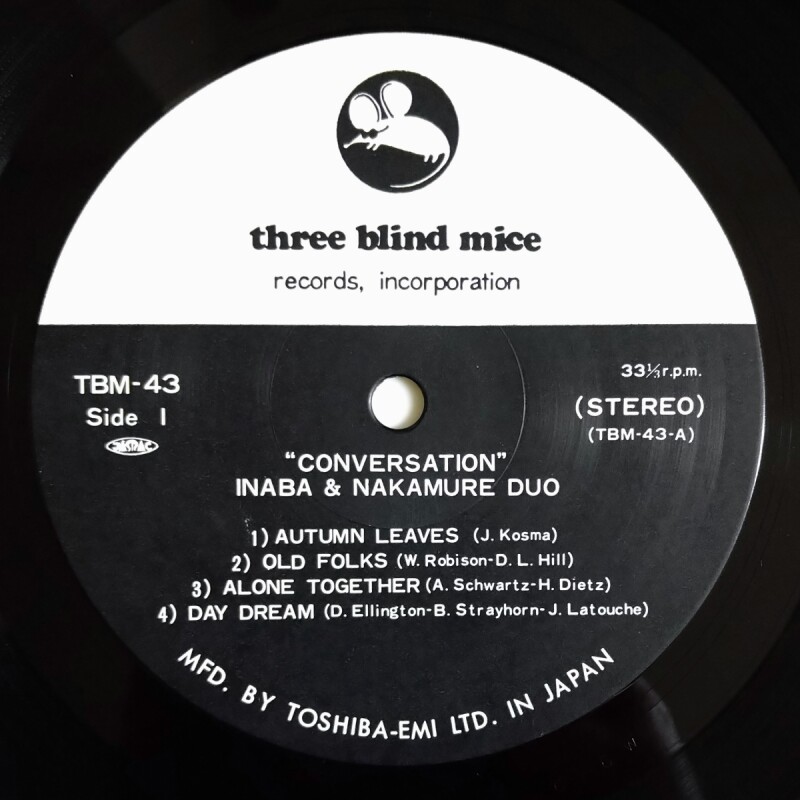 three blind mice
records, incorporation
TBM-43
Side 1
JASRAC
33⅓ r.p.m.
(STEREO)
(TBM-43-A)
“CONVERSATION”
INABA & NAKAMURE DUO
1) AUTUMN LEAVES (J. Kosma)
2) OLD FOLKS (W. Robison-D. L. Hill)
3) ALONE TOGETHER (A. Schwartz-H. Dietz)
4) DAY DREAM (D. Ellington-B. Strayhorn-J. Latouche)
MFD. BY TOSHIBA-EMI LTD. IN JAPAN